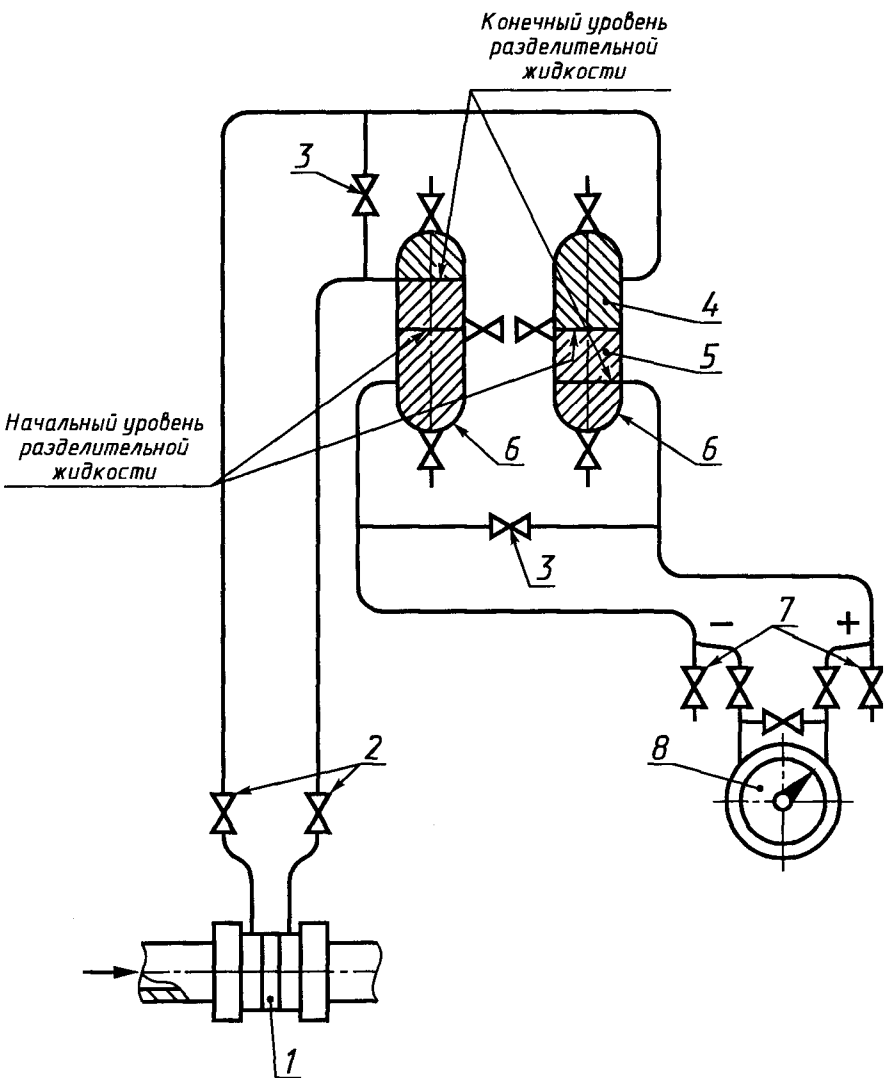 Конечный уровень
разделительной
жидкости
3
4
5
Начальный уровень
разделительной
жидкости
6
6
3
− 7 +
2
8
1